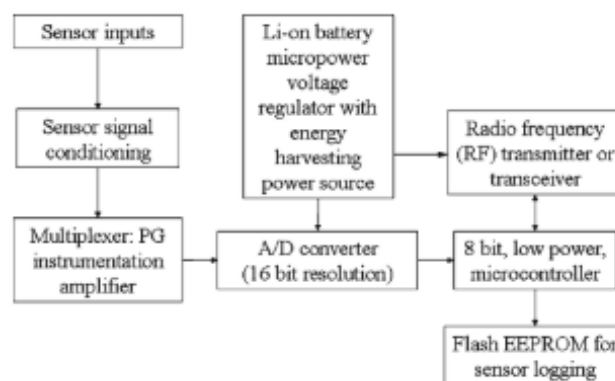 Sensor inputs
Sensor signal
conditioning
Multiplexer: PG
instrumentation
amplifier
Li-on battery
micropower
voltage
regulator with
energy
harvesting
power source
A/D converter
(16 bit resolution)
Radio frequency
(RF) transmitter or
transceiver
8 bit, low power,
microcontroller
Flash EEPROM for
sensor logging